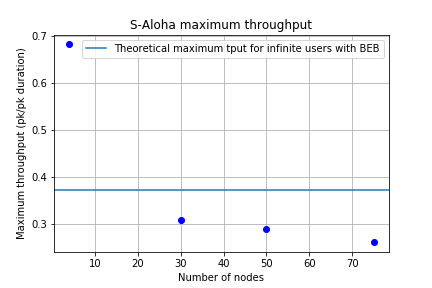 S-Aloha maximum throughput
Theoretical maximum tput for infinite users with BEB
Maximum throughput (pk/pk duration)
0.7
0.6
0.5
0.4
0.3
10 20 30 40 50 60 70
Number of nodes